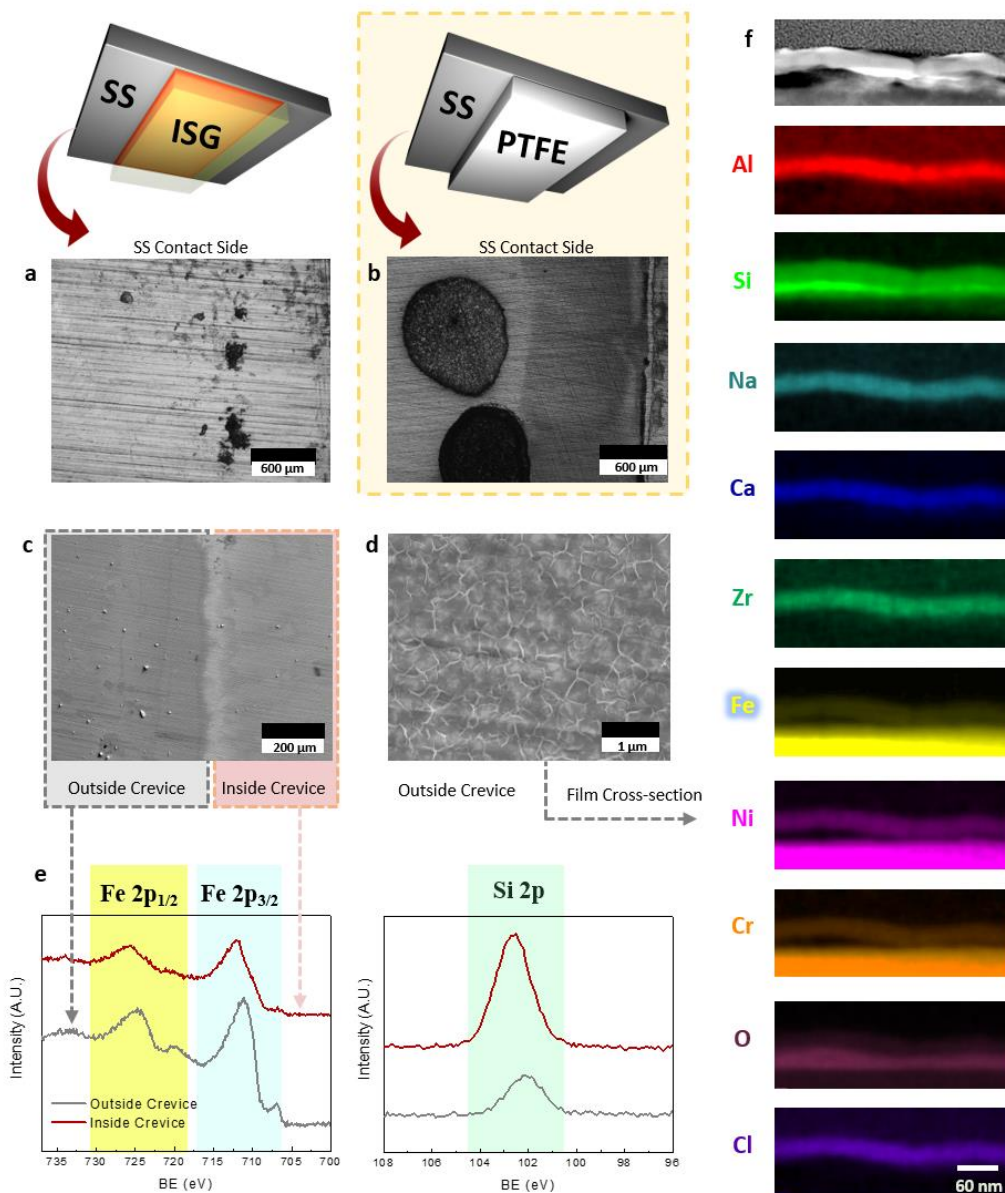 SS
ISG
SS Contact Side
a
600 µm
SS
PTFE
SS Contact Side
b
600 µm
c
200 µm
Outside Crevice
Inside Crevice
d
1 µm
Outside Crevice
Film Cross-section
e
Fe 2p1/2
Fe 2p3/2
Intensity (A.U.)
Outside Crevice
Inside Crevice
735 730 725 720 715 710 705 700
BE (eV)
Si 2p
Intensity (A.U.)
108 106 104 102 100 98 96
BE (eV)
f
Al
Si
Na
Ca
Zr
Fe
Ni
Cr
O
Cl
60 nm